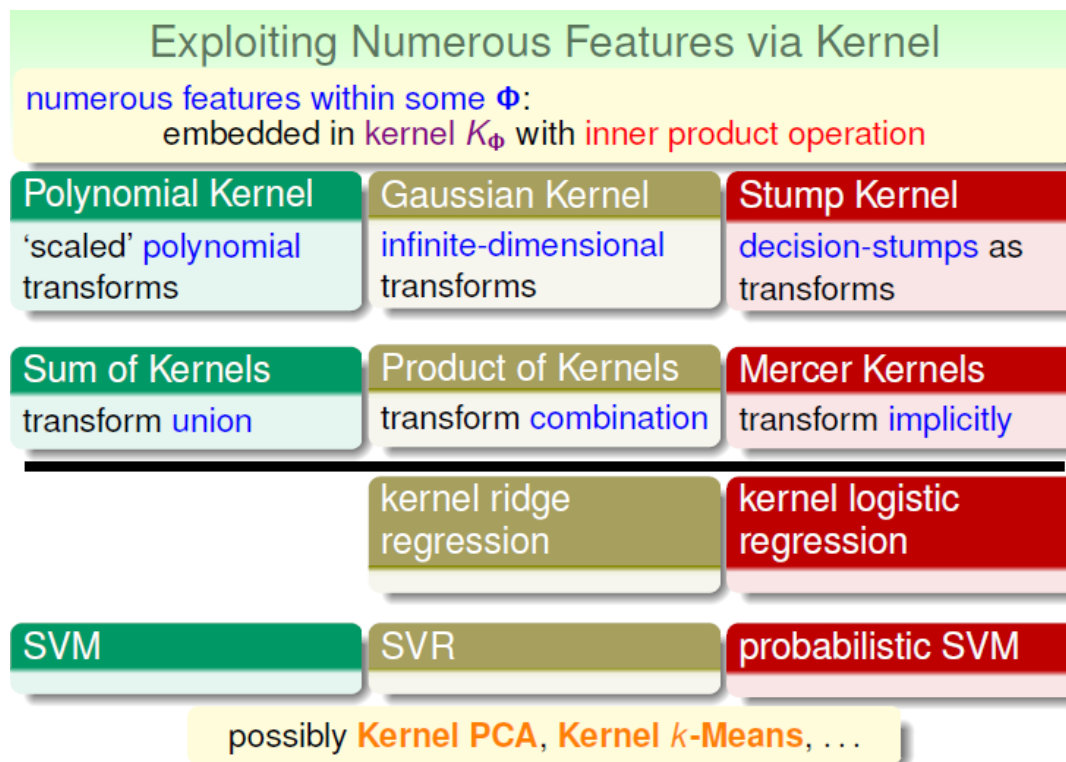 Exploiting Numerous Features via Kernel
numerous features within some Φ:
embedded in kernel K_Φ with inner product operation
Polynomial Kernel
‘scaled’ polynomial
transforms
Gaussian Kernel
infinite-dimensional
transforms
Stump Kernel
decision-stumps as
transforms
Sum of Kernels
transform union
Product of Kernels
transform combination
Mercer Kernels
transform implicitly
kernel ridge
regression
kernel logistic
regression
SVM
SVR
probabilistic SVM
possibly Kernel PCA, Kernel k-Means, . . .